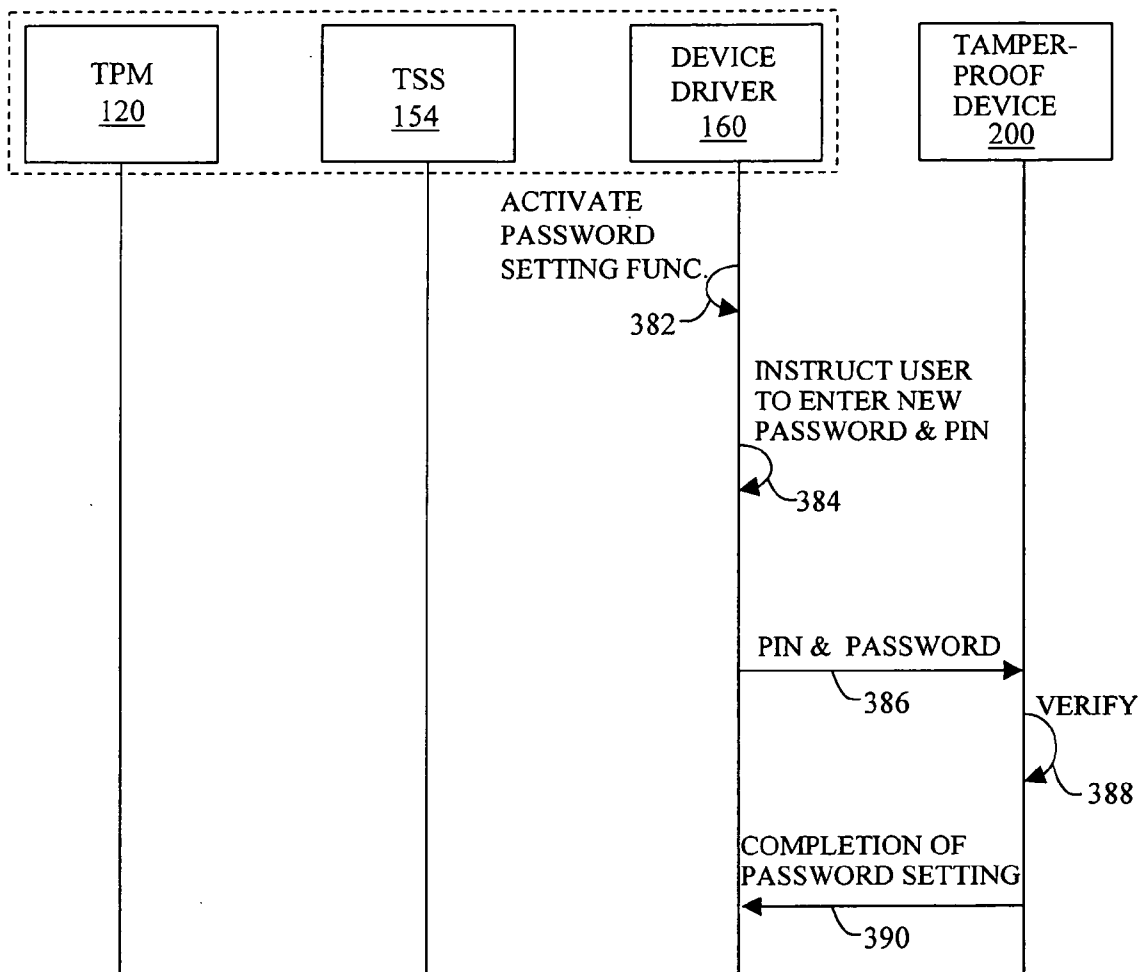 TPM
120
TSS
154
DEVICE
DRIVER
160
TAMPER-
PROOF
DEVICE
200
ACTIVATE
PASSWORD
SETTING FUNC.
382
INSTRUCT USER
TO ENTER NEW
PASSWORD & PIN
384
PIN & PASSWORD
386
VERIFY
388
COMPLETION OF
PASSWORD SETTING
390